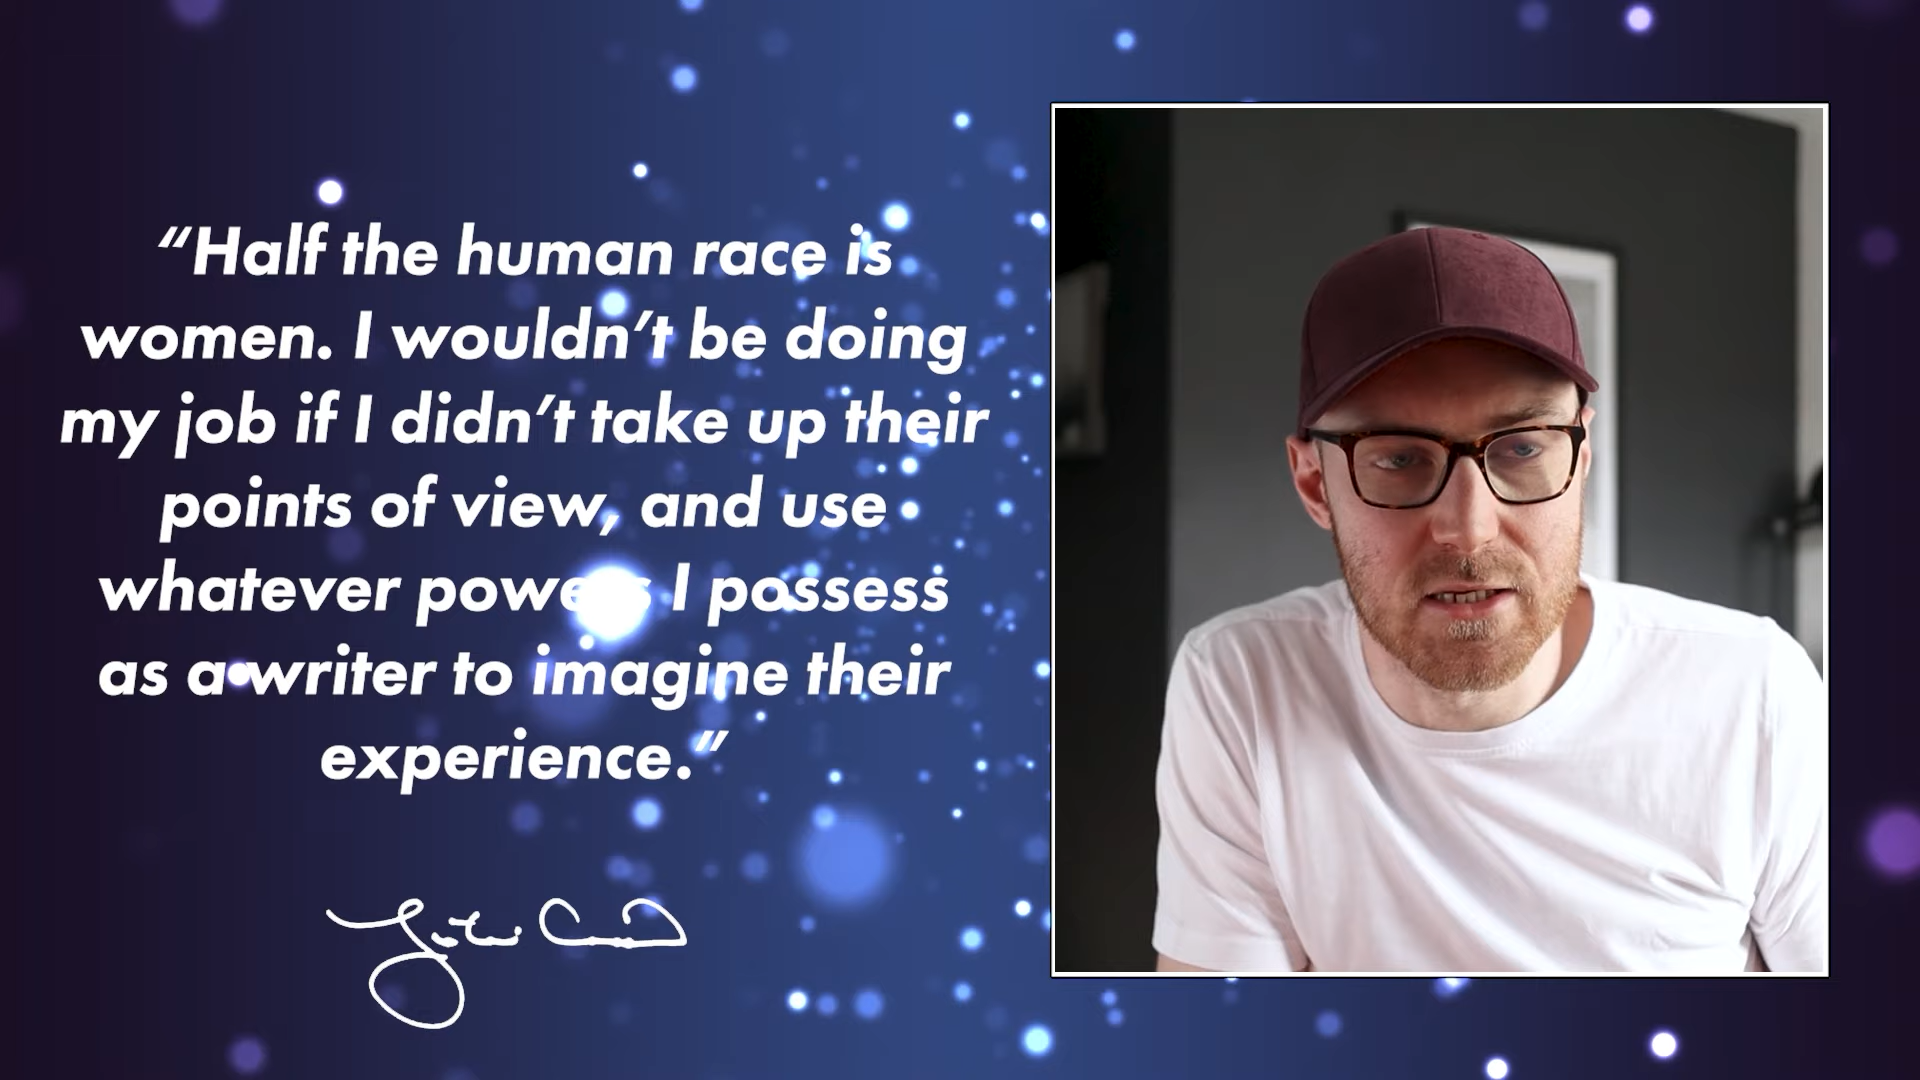 “Half the human race is
women. I wouldn’t be doing
my job if I didn’t take up their
points of view, and use
whatever powers I possess
as a writer to imagine their
experience.”